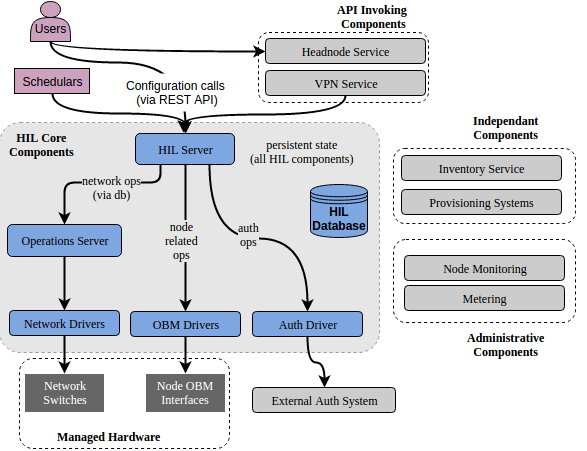 Users
API Invoking
Components
Headnode Service
VPN Service
Schedulars
Configuration calls
(via REST API)
HIL Core
Components
HIL Server
persistent state
(all HIL components)
Independant
Components
Inventory Service
Provisioning Systems
network ops
(via db)
node
related
ops
auth
ops
HIL
Database
Operations Server
Node Monitoring
Metering
Administrative
Components
Network Drivers
OBM Drivers
Auth Driver
Network
Switches
Node OBM
Interfaces
External Auth System
Managed Hardware